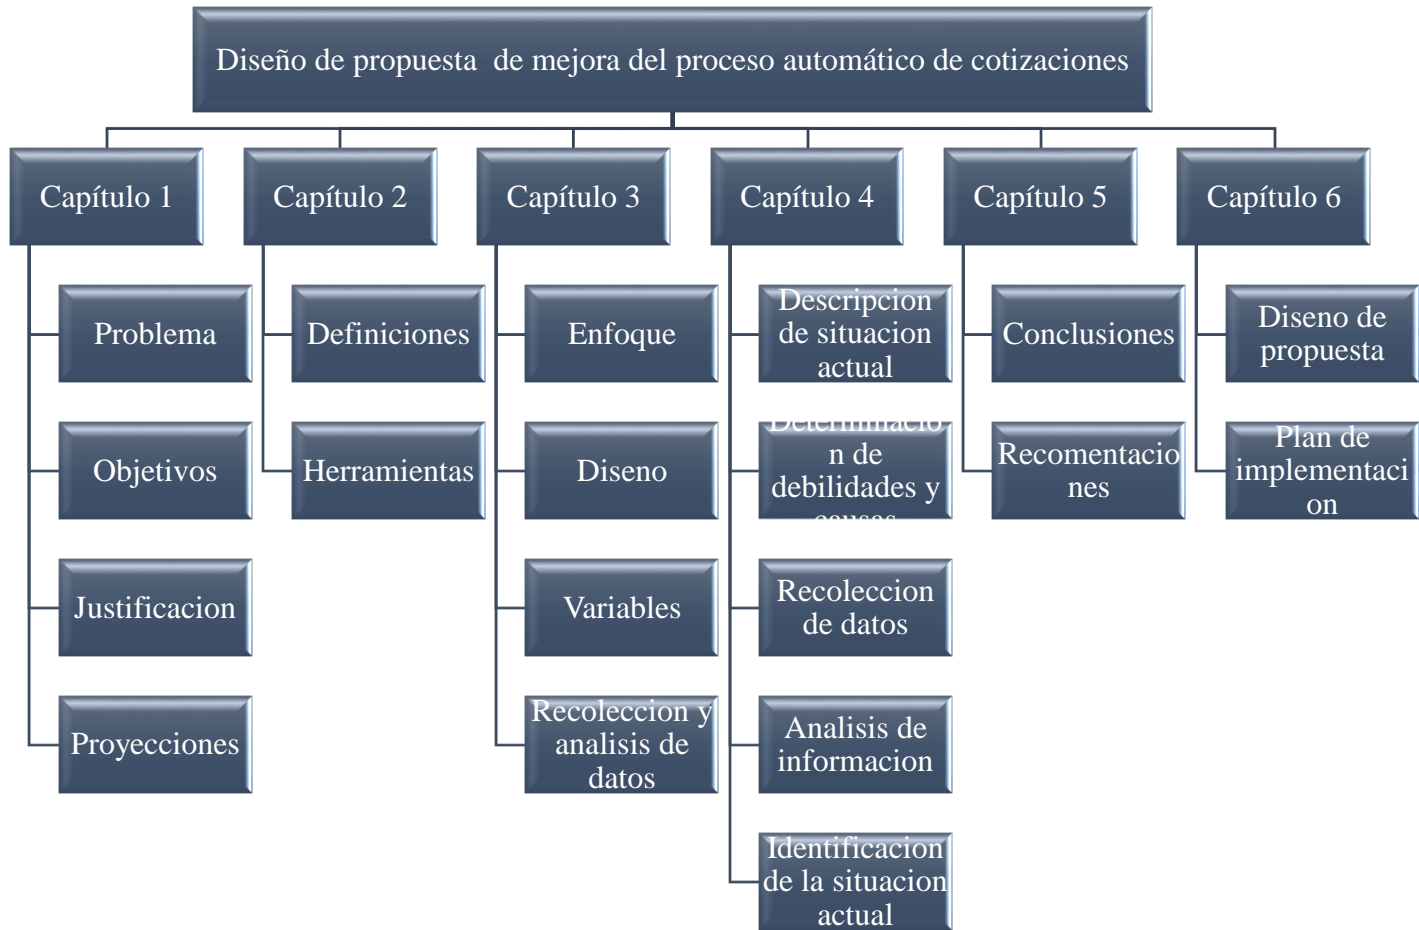 Diseño de propuesta de mejora del proceso automático de cotizaciones
Capítulo 1
Problema
Objetivos
Justificacion
Proyecciones
Capítulo 2
Definiciones
Herramientas
Capítulo 3
Enfoque
Diseno
Variables
Recoleccion y
analisis de
datos
Capítulo 4
Descripcion
de situacion
actual
Determinacio
n de
debilidades y
causas
Recoleccion
de datos
Analisis de
informacion
Identificacion
de la situacion
actual
Capítulo 5
Conclusiones
Recomentacio
nes
Capítulo 6
Diseno de
propuesta
Plan de
implementaci
on